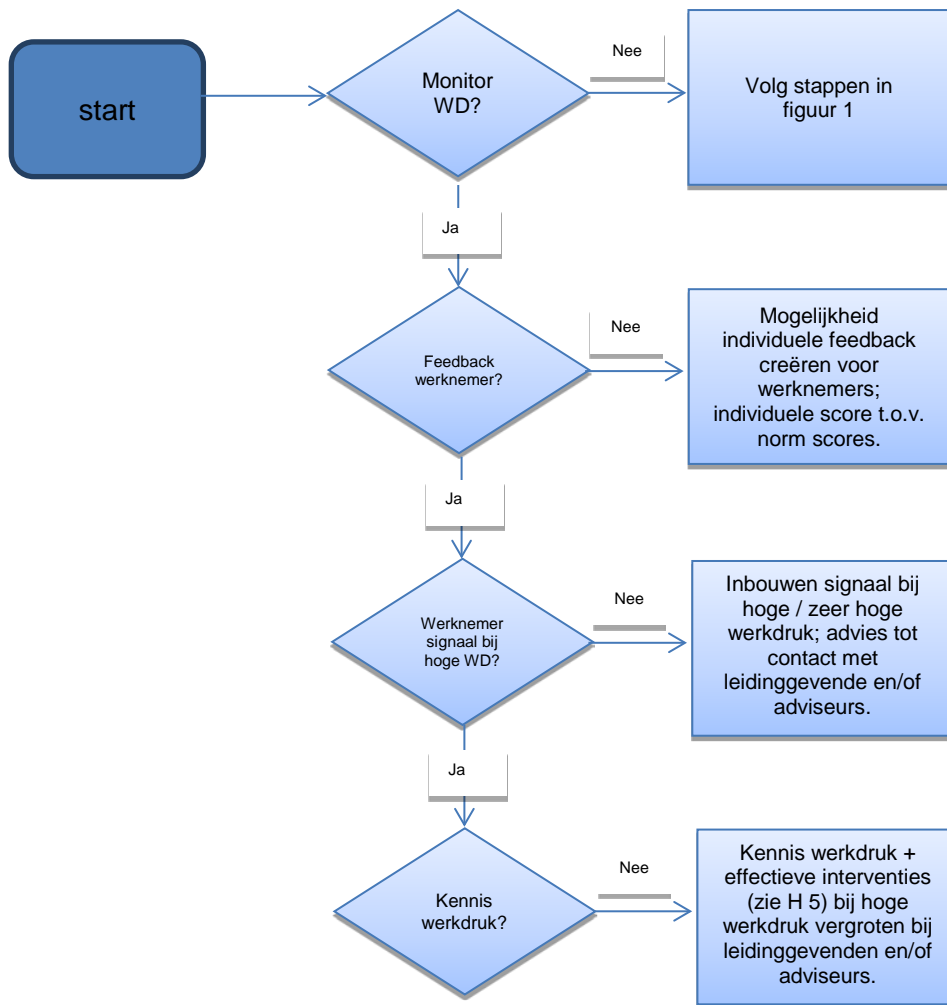 start
Monitor
WD?
Nee
Volg stappen in
figuur 1
Ja
Feedback
werknemer?
Nee
Mogelijkheid
individuele feedback
creëren voor
werknemers;
individuele score t.o.v.
norm scores.
Ja
Werknemer
signaal bij
hoge WD?
Nee
Inbouwen signaal bij
hoge / zeer hoge
werkdruk; advies tot
contact met
leidinggevende en/of
adviseurs.
Ja
Kennis
werkdruk?
Nee
Kennis werkdruk +
effectieve interventies
(zie H 5) bij hoge
werkdruk vergroten bij
leidinggevenden en/of
adviseurs.